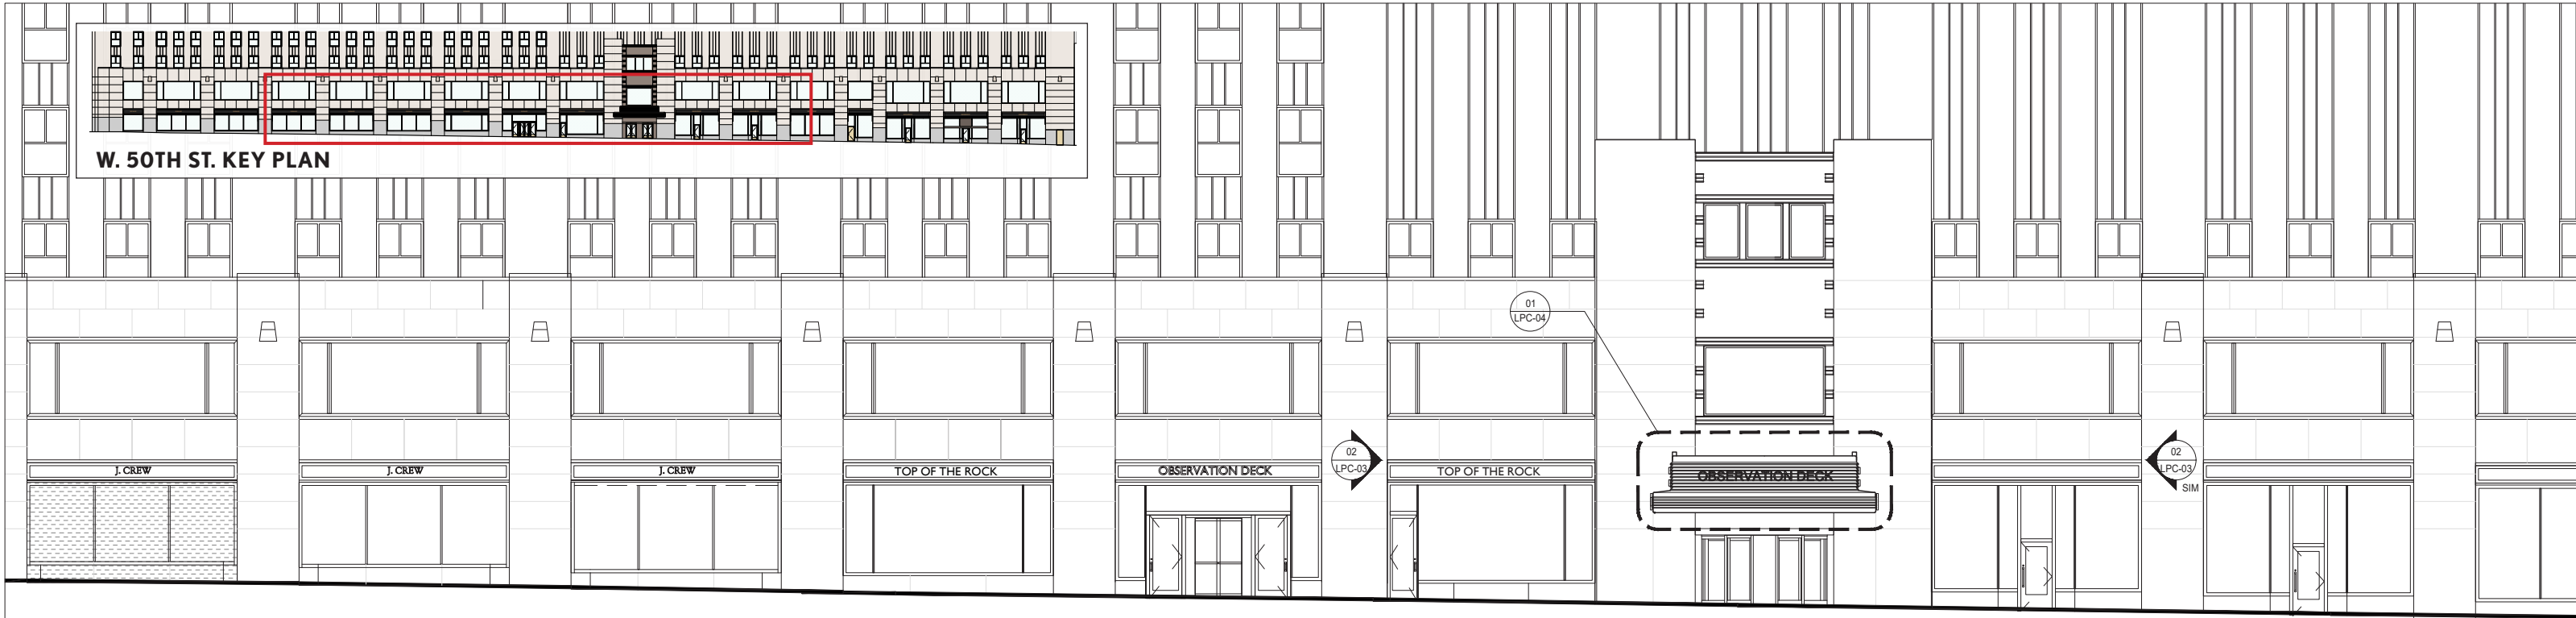 W. 50TH ST. KEY PLAN
01
LPC-04
02
LPC-03
02
LPC-03
SIM
J. CREW
J. CREW
J. CREW
TOP OF THE ROCK
OBSERVATION DECK
TOP OF THE ROCK
OBSERVATION DECK